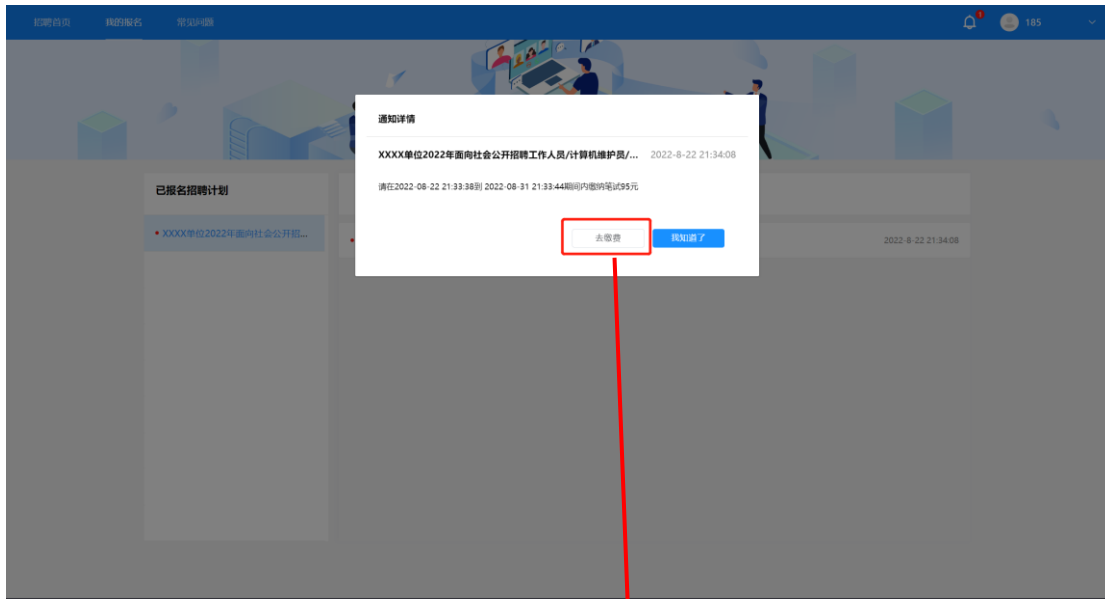 招聘首页
我的报名
常见问题
1
185
通知详情
XXXX单位2022年面向社会公开招聘工作人员/计算机维护员/...
2022-8-22 21:34:08
请在2022-08-22 21:33:38到 2022-08-31 21:33:44期间内缴纳笔试95元
去缴费
我知道了
已报名招聘计划
XXXX单位2022年面向社会公开招...
2022-8-22 21:34:08